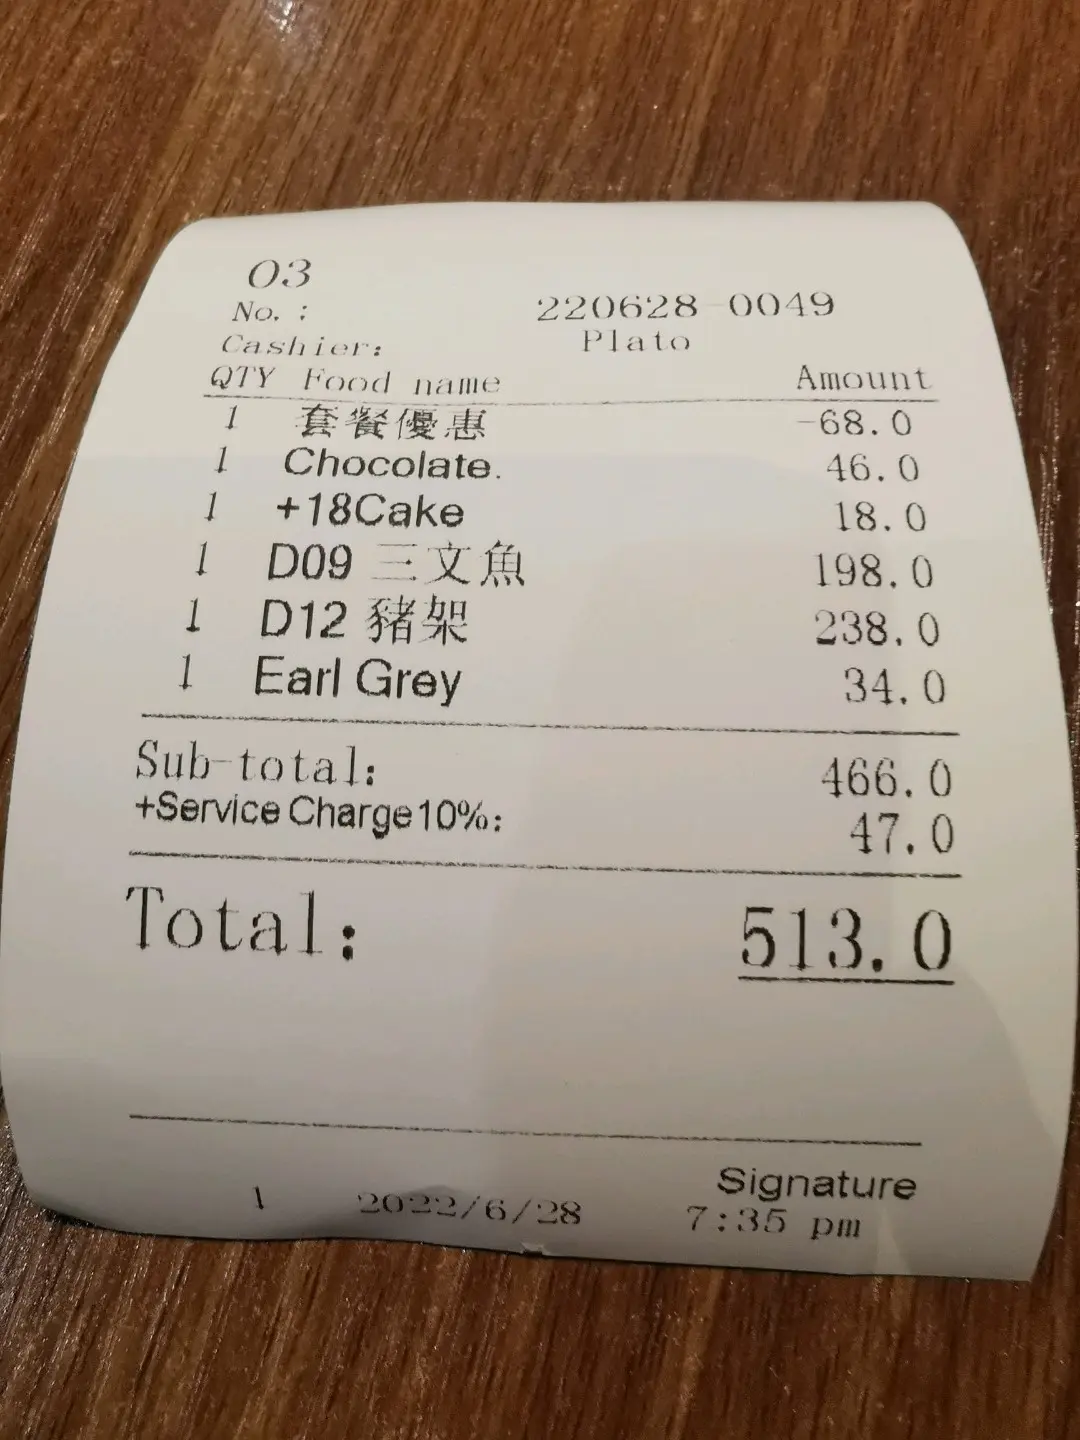 03
No. : 220628-0049
Cashier: Plato
QTY Food name Amount
1 套餐優惠 -68.0
1 Chocolate. 46.0
1 +18Cake 18.0
1 D09 三文魚 198.0
1 D12 豬架 238.0
1 Earl Grey 34.0
Sub-total: 466.0
+Service Charge10%: 47.0
Total: 513.0
Signature
1 2022/6/28 7:35 pm